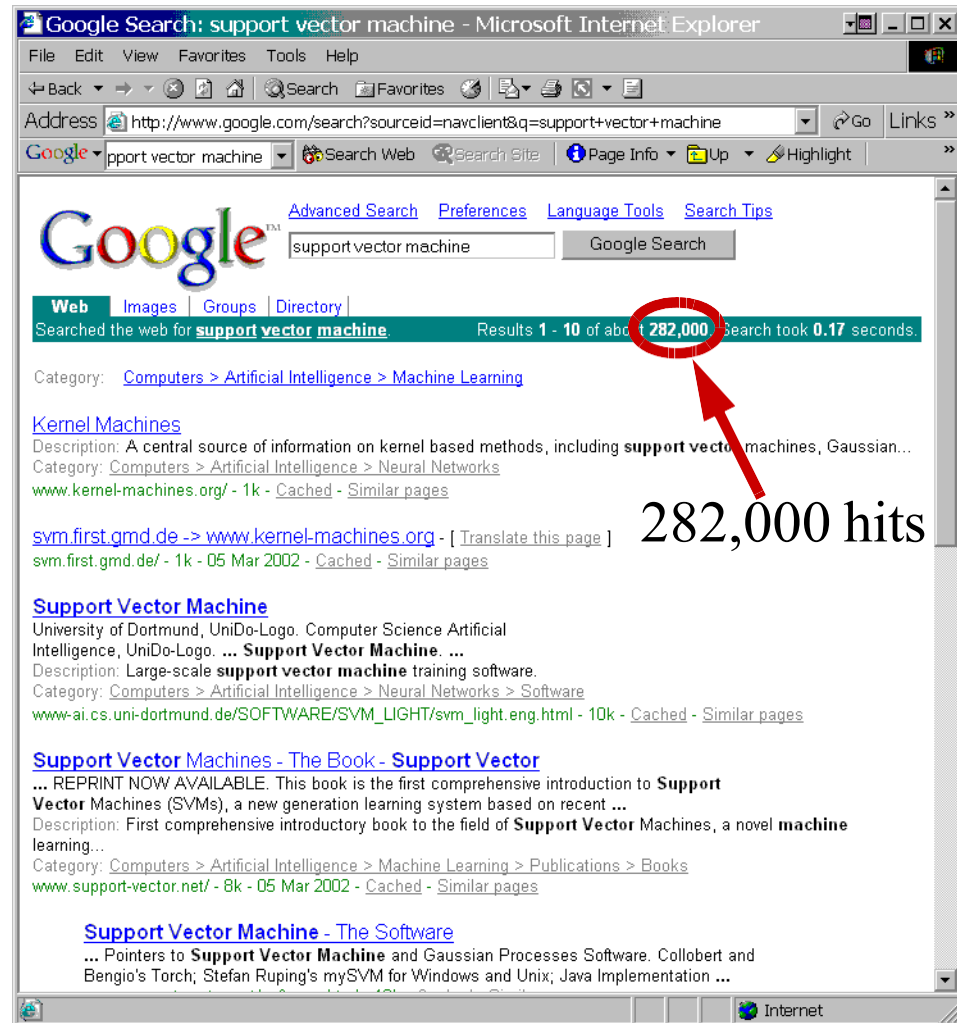 Google Search: support vector machine - Microsoft Internet Explorer
File Edit View Favorites Tools Help
Back Search Favorites
Address http://www.google.com/search?sourceid=navclient&q=support+vector+machine Go Links »
Google pport vector machine Search Web Search Site Page Info Up Highlight »
Advanced Search Preferences Language Tools Search Tips
Google™
support vector machine Google Search
Web Images Groups Directory
Searched the web for support vector machine. Results 1 - 10 of about 282,000. Search took 0.17 seconds.
Category: Computers > Artificial Intelligence > Machine Learning
Kernel Machines
Description: A central source of information on kernel based methods, including support vector machines, Gaussian...
Category: Computers > Artificial Intelligence > Neural Networks
www.kernel-machines.org/ - 1k - Cached - Similar pages
282,000 hits
svm.first.gmd.de -> www.kernel-machines.org - [ Translate this page ]
svm.first.gmd.de/ - 1k - 05 Mar 2002 - Cached - Similar pages
Support Vector Machine
University of Dortmund, UniDo-Logo. Computer Science Artificial
Intelligence, UniDo-Logo. ... Support Vector Machine. ...
Description: Large-scale support vector machine training software.
Category: Computers > Artificial Intelligence > Neural Networks > Software
www-ai.cs.uni-dortmund.de/SOFTWARE/SVM_LIGHT/svm_light.eng.html - 10k - Cached - Similar pages
Support Vector Machines - The Book - Support Vector
... REPRINT NOW AVAILABLE. This book is the first comprehensive introduction to Support
Vector Machines (SVMs), a new generation learning system based on recent ...
Description: First comprehensive introductory book to the field of Support Vector Machines, a novel machine
learning...
Category: Computers > Artificial Intelligence > Machine Learning > Publications > Books
www.support-vector.net/ - 8k - 05 Mar 2002 - Cached - Similar pages
Support Vector Machine - The Software
... Pointers to Support Vector Machine and Gaussian Processes Software. Collobert and
Bengio's Torch; Stefan Ruping's mySVM for Windows and Unix; Java Implementation ...
Internet